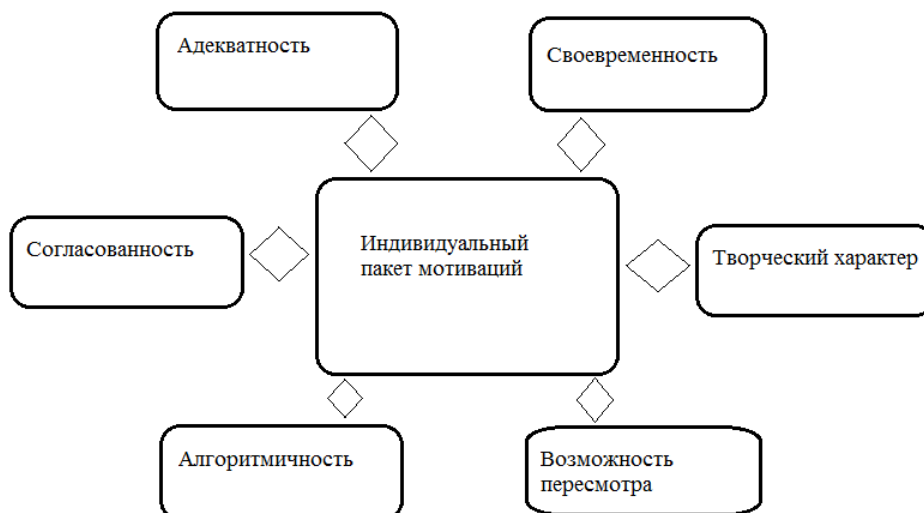 Адекватность
Своевременность
Согласованность
Индивидуальный
пакет мотиваций
Творческий характер
Алгоритмичность
Возможность
пересмотра